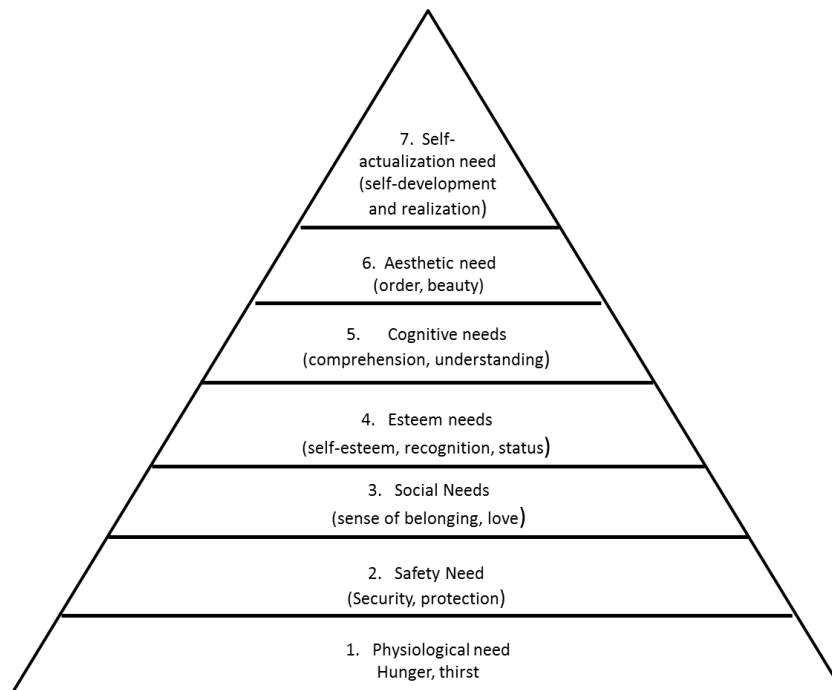 7. Self-
actualization need
(self-development
and realization)
6. Aesthetic need
(order, beauty)
5. Cognitive needs
(comprehension, understanding)
4. Esteem needs
(self-esteem, recognition, status)
3. Social Needs
(sense of belonging, love)
2. Safety Need
(Security, protection)
1. Physiological need
Hunger, thirst